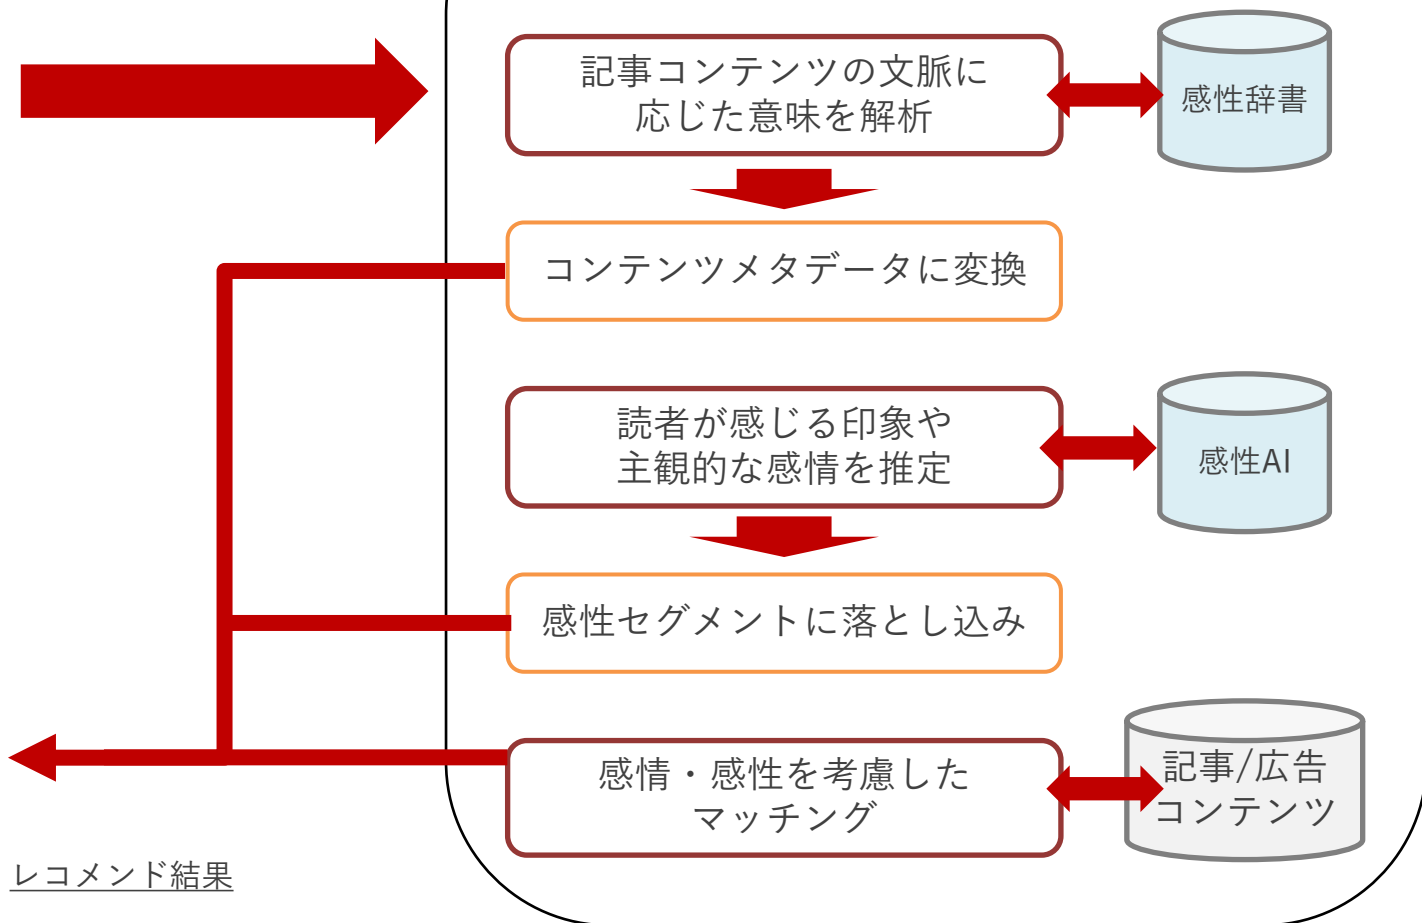 記事コンテンツの文脈に
応じた意味を解析
感性辞書
コンテンツメタデータに変換
読者が感じる印象や
主観的な感情を推定
感性AI
感性セグメントに落とし込み
感情・感性を考慮した
マッチング
記事/広告
コンテンツ
レコメンド結果